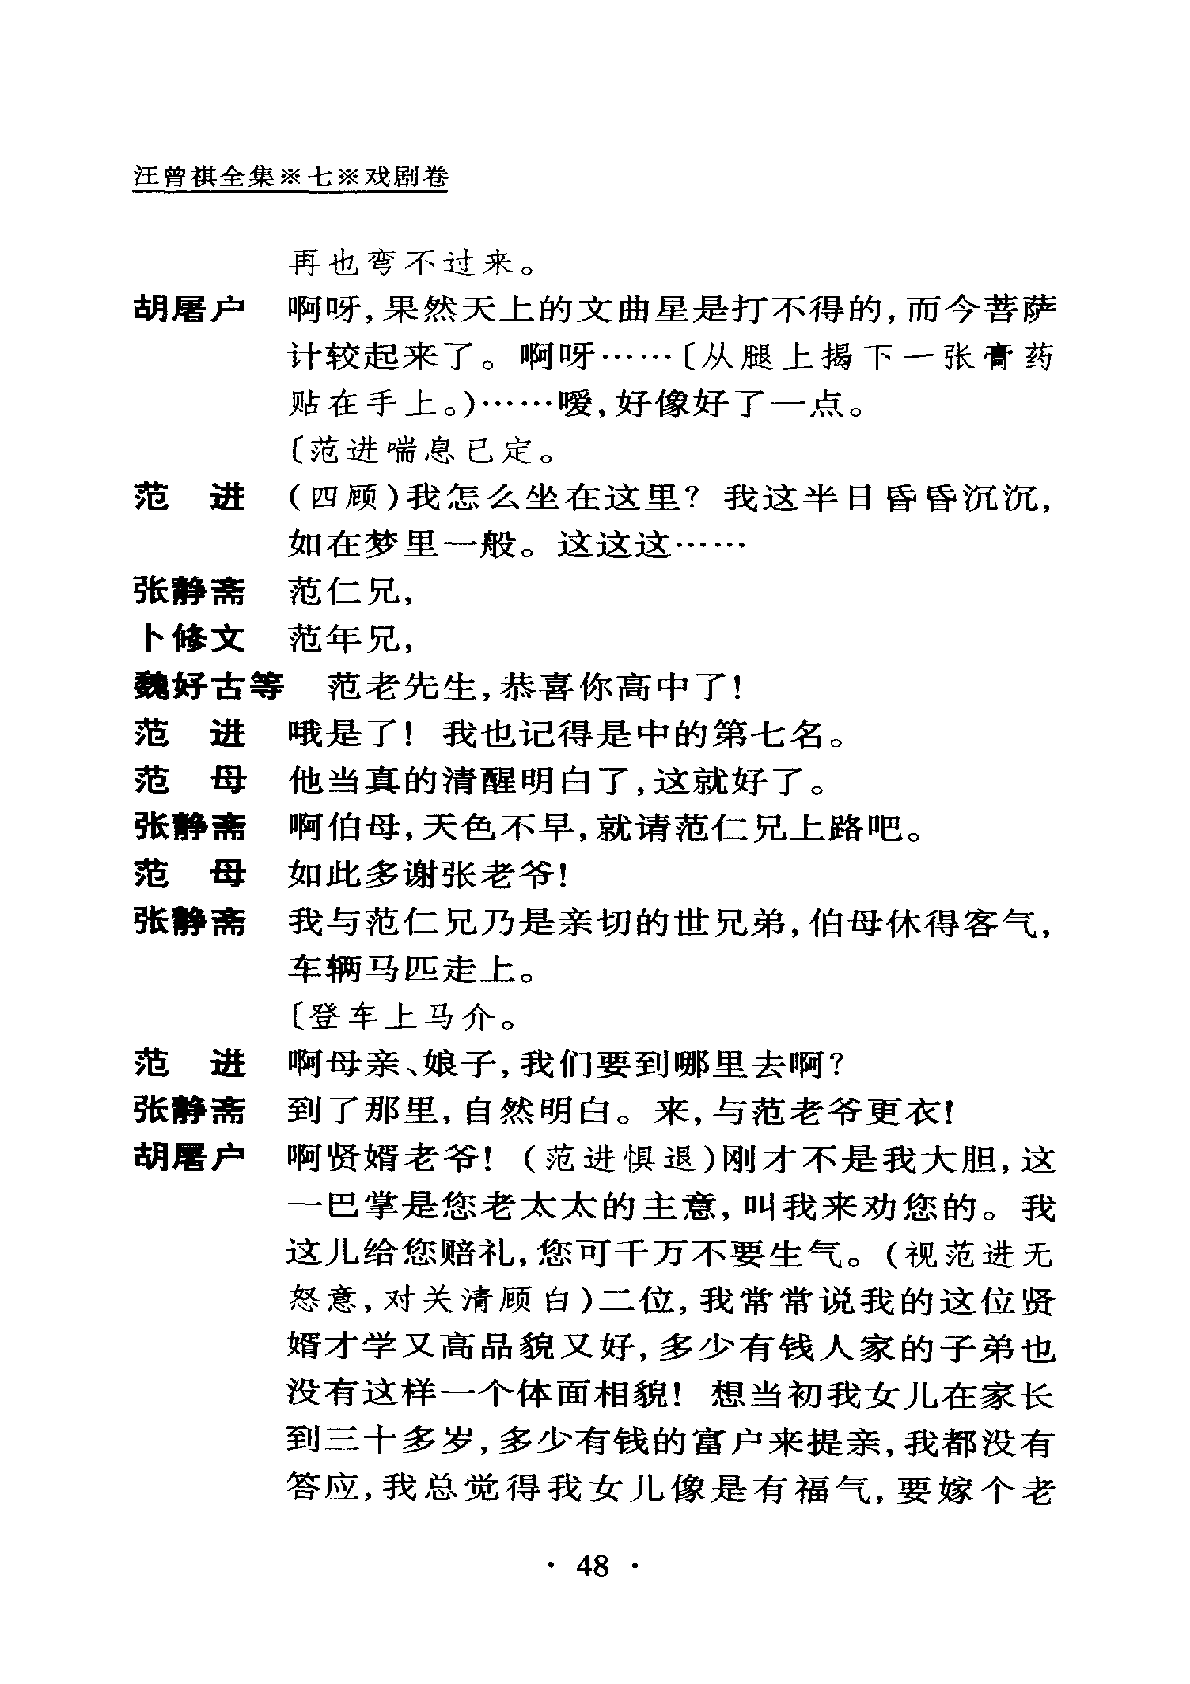 汪曾祺全集※七※戏剧卷
再也弯不过来。
胡屠户 啊呀,果然天上的文曲星是打不得的,而今菩萨
计较起来了。啊呀……〔从腿上揭下一张膏药
贴在手上。)……嗳,好像好了一点。
〔范进喘息已定。
范 进 (四顾)我怎么坐在这里? 我这半日昏昏沉沉,
如在梦里一般。这这这……
张静斋 范仁兄,
卜修文 范年兄,
魏好古等 范老先生,恭喜你高中了!
范 进 哦是了! 我也记得是中的第七名。
范 母 他当真的清醒明白了,这就好了。
张静斋 啊伯母,天色不早,就请范仁兄上路吧。
范 母 如此多谢张老爷!
张静斋 我与范仁兄乃是亲切的世兄弟,伯母休得客气,
车辆马匹走上。
〔登车上马介。
范 进 啊母亲、娘子,我们要到哪里去啊?
张静斋 到了那里,自然明白。来,与范老爷更衣!
胡屠户 啊贤婿老爷! (范进惧退)刚才不是我大胆,这
一巴掌是您老太太的主意,叫我来劝您的。我
这儿给您赔礼,您可千万不要生气。(视范进无
怒意,对关清顾白)二位,我常常说我的这位贤
婿才学又高品貌又好,多少有钱人家的子弟也
没有这样一个体面相貌! 想当初我女儿在家长
到三十多岁,多少有钱的富户来提亲,我都没有
答应,我总觉得我女儿像是有福气,要嫁个老
· 48 ·